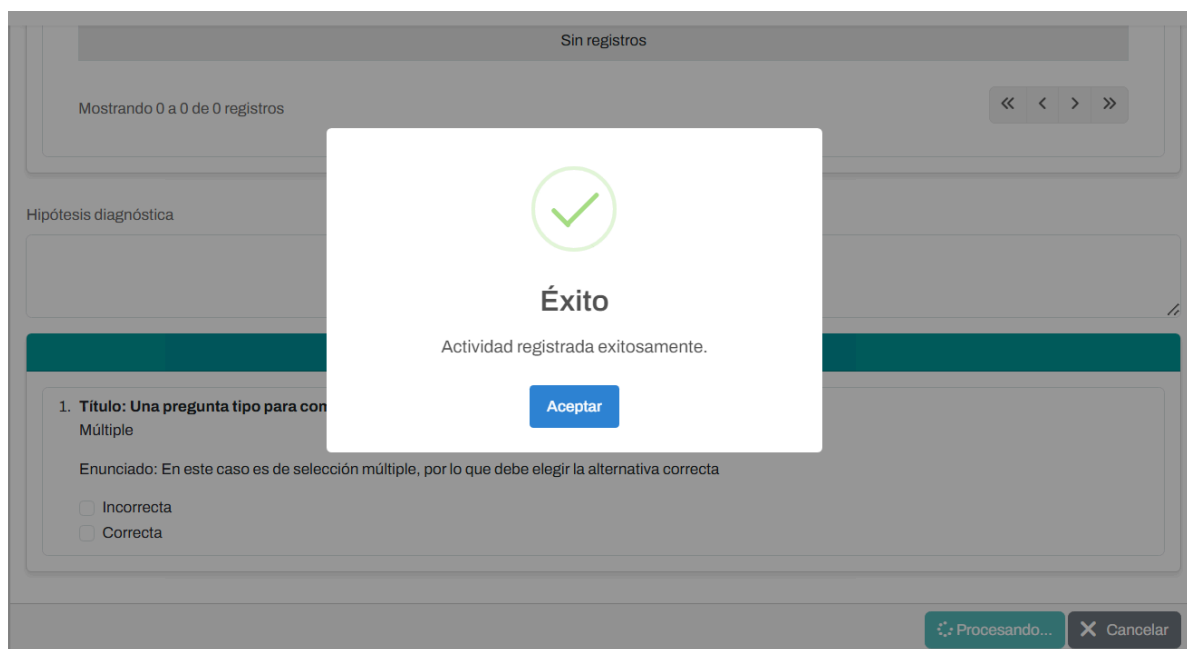 Sin registros
Mostrando 0 a 0 de 0 registros
Hipótesis diagnóstica
Éxito
Actividad registrada exitosamente.
Aceptar
1. Título: Una pregunta tipo para
Múltiple
Enunciado: En este caso es de selección múltiple, por lo que debe elegir la alternativa correcta
Incorrecta
Correcta
Procesando...
Cancelar